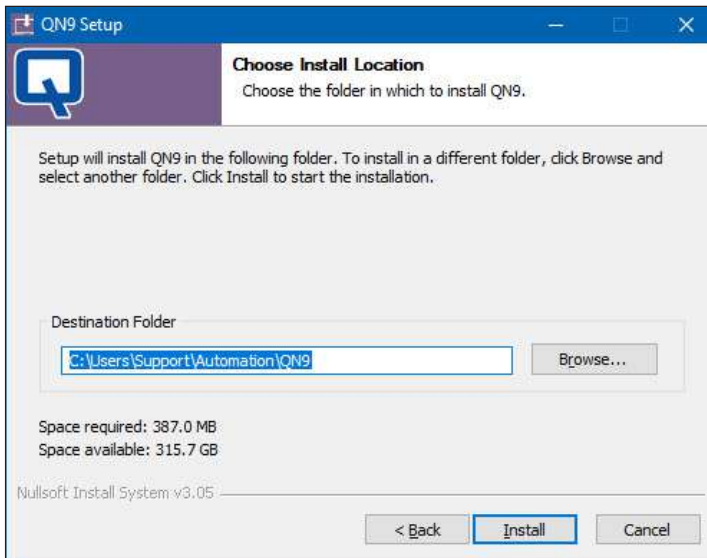 QN9 Setup
Q
Choose Install Location
Choose the folder in which to install QN9.
Setup will install QN9 in the following folder. To install in a different folder, click Browse and
select another folder. Click Install to start the installation.
Destination Folder
C:\Users\Support\Automation\QN9
Browse...
Space required: 387.0 MB
Space available: 315.7 GB
Nullsoft Install System v3.05
< Back
Install
Cancel